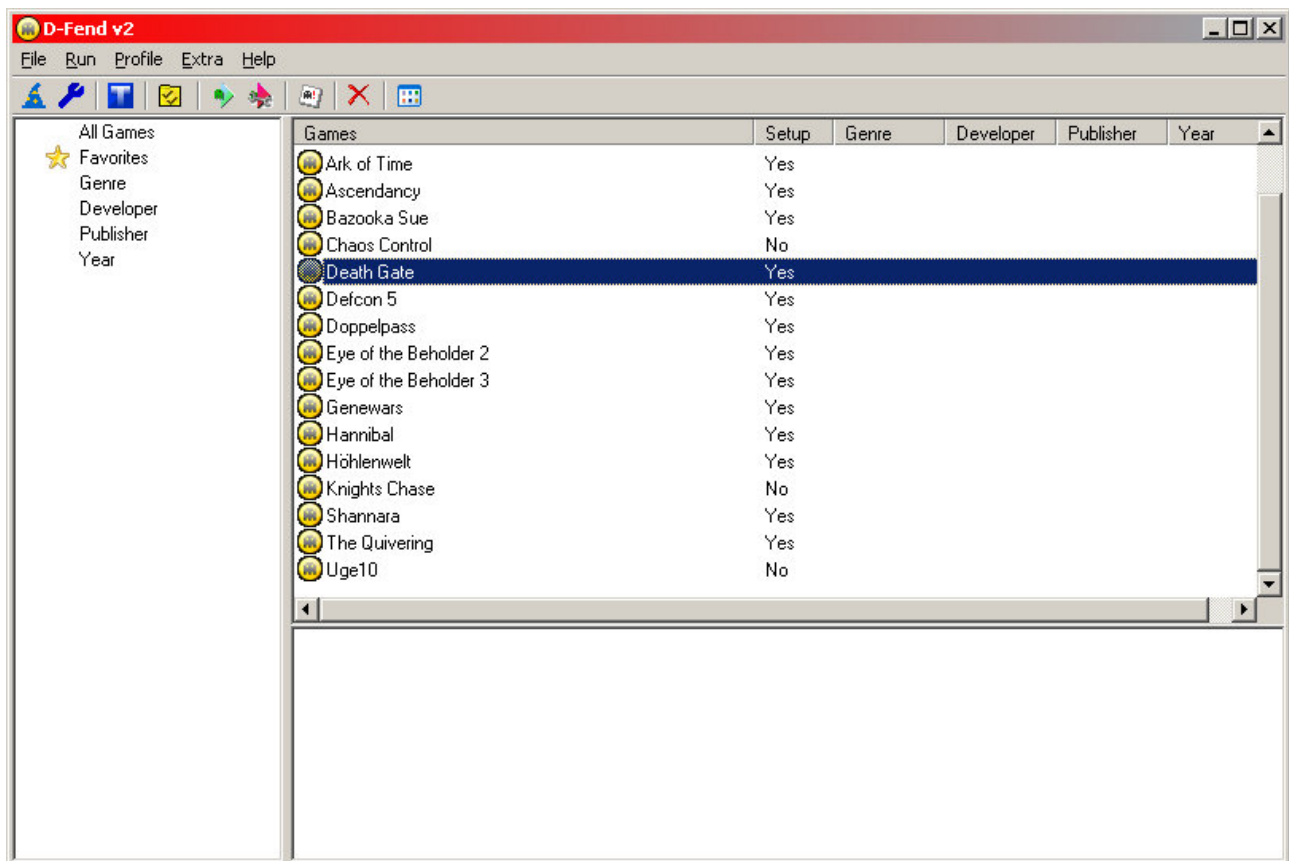 D-Fend v2
File Run Profile Extra Help
All Games
Favorites
Genre
Developer
Publisher
Year
Games Setup Genre Developer Publisher Year
Ark of Time Yes
Ascendancy Yes
Bazooka Sue Yes
Chaos Control No
Death Gate Yes
Defcon 5 Yes
Doppelpass Yes
Eye of the Beholder 2 Yes
Eye of the Beholder 3 Yes
Genewars Yes
Hannibal Yes
Höhlenwelt Yes
Knights Chase No
Shannara Yes
The Quivering Yes
Uge10 No